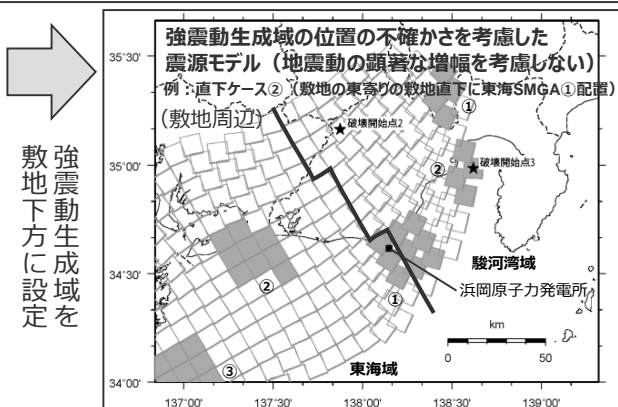 強震動生成域を
敷地下方に設定
強震動生成域の位置の不確かさを考慮した
震源モデル（地震動の顕著な増幅を考慮しない）
例：直下ケース②（敷地の東寄りの敷地直下に東海SMGA①配置）
（敷地周辺）
①
破壊開始点2
②
破壊開始点3
駿河湾域
浜岡原子力発電所
②
①
km
0
50
③
東海域
35°30'
35°00'
34°30'
34°00'
137°00'
137°30'
138°00'
138°30'
139°00'